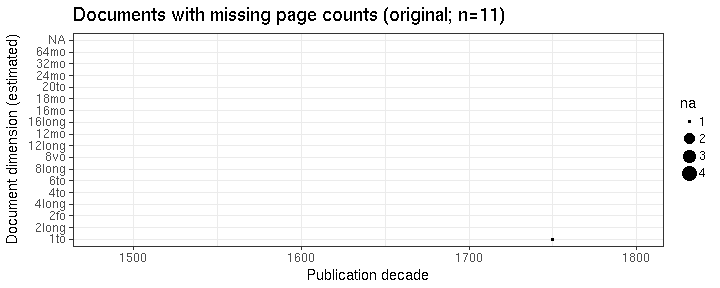 Documents with missing page counts (original; n=11)
Document dimension (estimated)
NA
64mo
32mo
24mo
20to
18mo
16mo
16long
12mo
12long
8vo
8long
6to
4to
4long
2fo
2long
1to
1500 1600 1700 1800
Publication decade
na
1
2
3
4